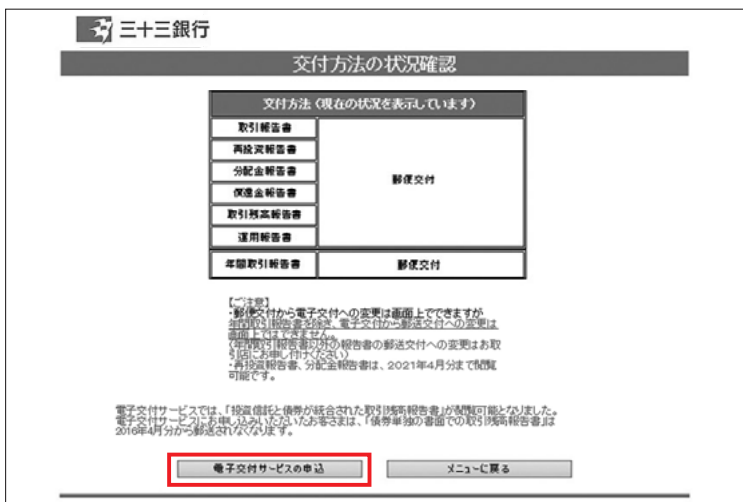 三十三銀行
交付方法の状況確認
交付方法（現在の状況を表示しています）
取引報告書
再投資報告書
分配金報告書
償還金報告書
取引残高報告書
運用報告書
郵便交付
年間取引報告書
郵便交付
【ご注意】
・郵便交付から電子交付への変更は画面上でできますが
年間取引報告書を除き、電子交付から郵送交付への変更は
画面上ではできません。
（年間取引報告書以外の報告書の郵送交付への変更はお取
引店にお申し付けください）
・再投資報告書、分配金報告書は、2021年4月分まで閲覧
可能です。
電子交付サービスでは、「投資信託と債券が統合された取引残高報告書」が閲覧可能となりました。
電子交付サービスにお申し込みいただいたお客さまは、「債券単独の書面での取引残高報告書」は
2016年4月分から郵送されなくなります。
電子交付サービスの申込
メニューに戻る